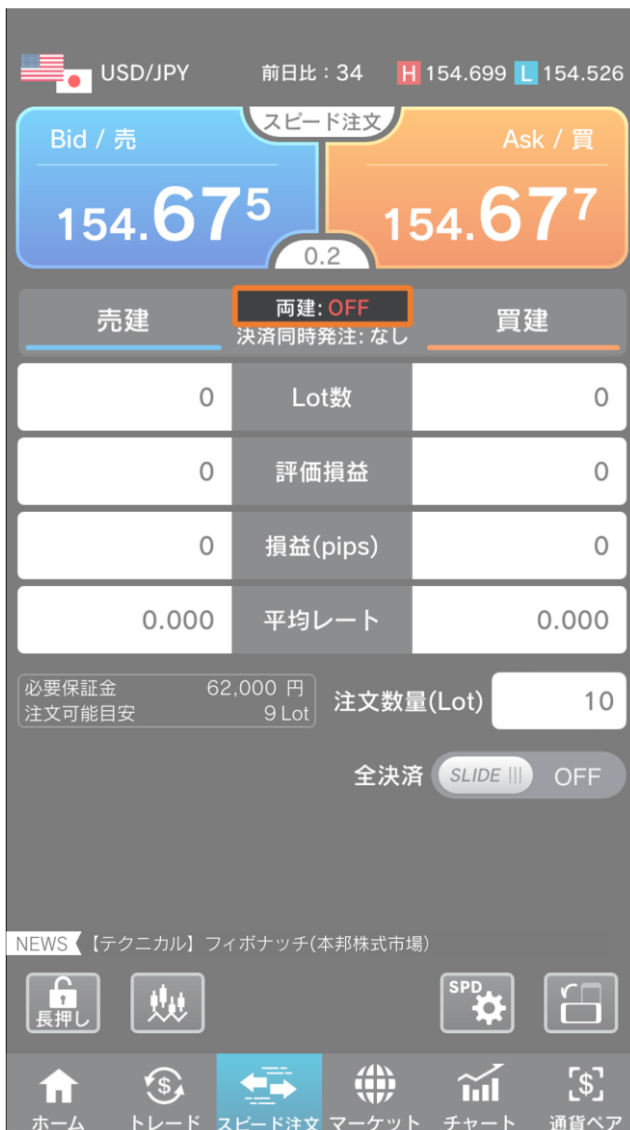 USD/JPY 前日比：34 H 154.699 L 154.526
スピード注文
Bid / 売 Ask / 買
154.675 154.677
0.2
売建 両建: OFF 買建
決済同時発注: なし
0 Lot数 0
0 評価損益 0
0 損益(pips) 0
0.000 平均レート 0.000
必要保証金 62,000 円
注文可能目安 9 Lot
注文数量(Lot) 10
全決済 SLIDE OFF
NEWS 【テクニカル】フィボナッチ(本邦株式市場)
長押し SPD
ホーム トレード スピード注文 マーケット チャート 通貨ペア